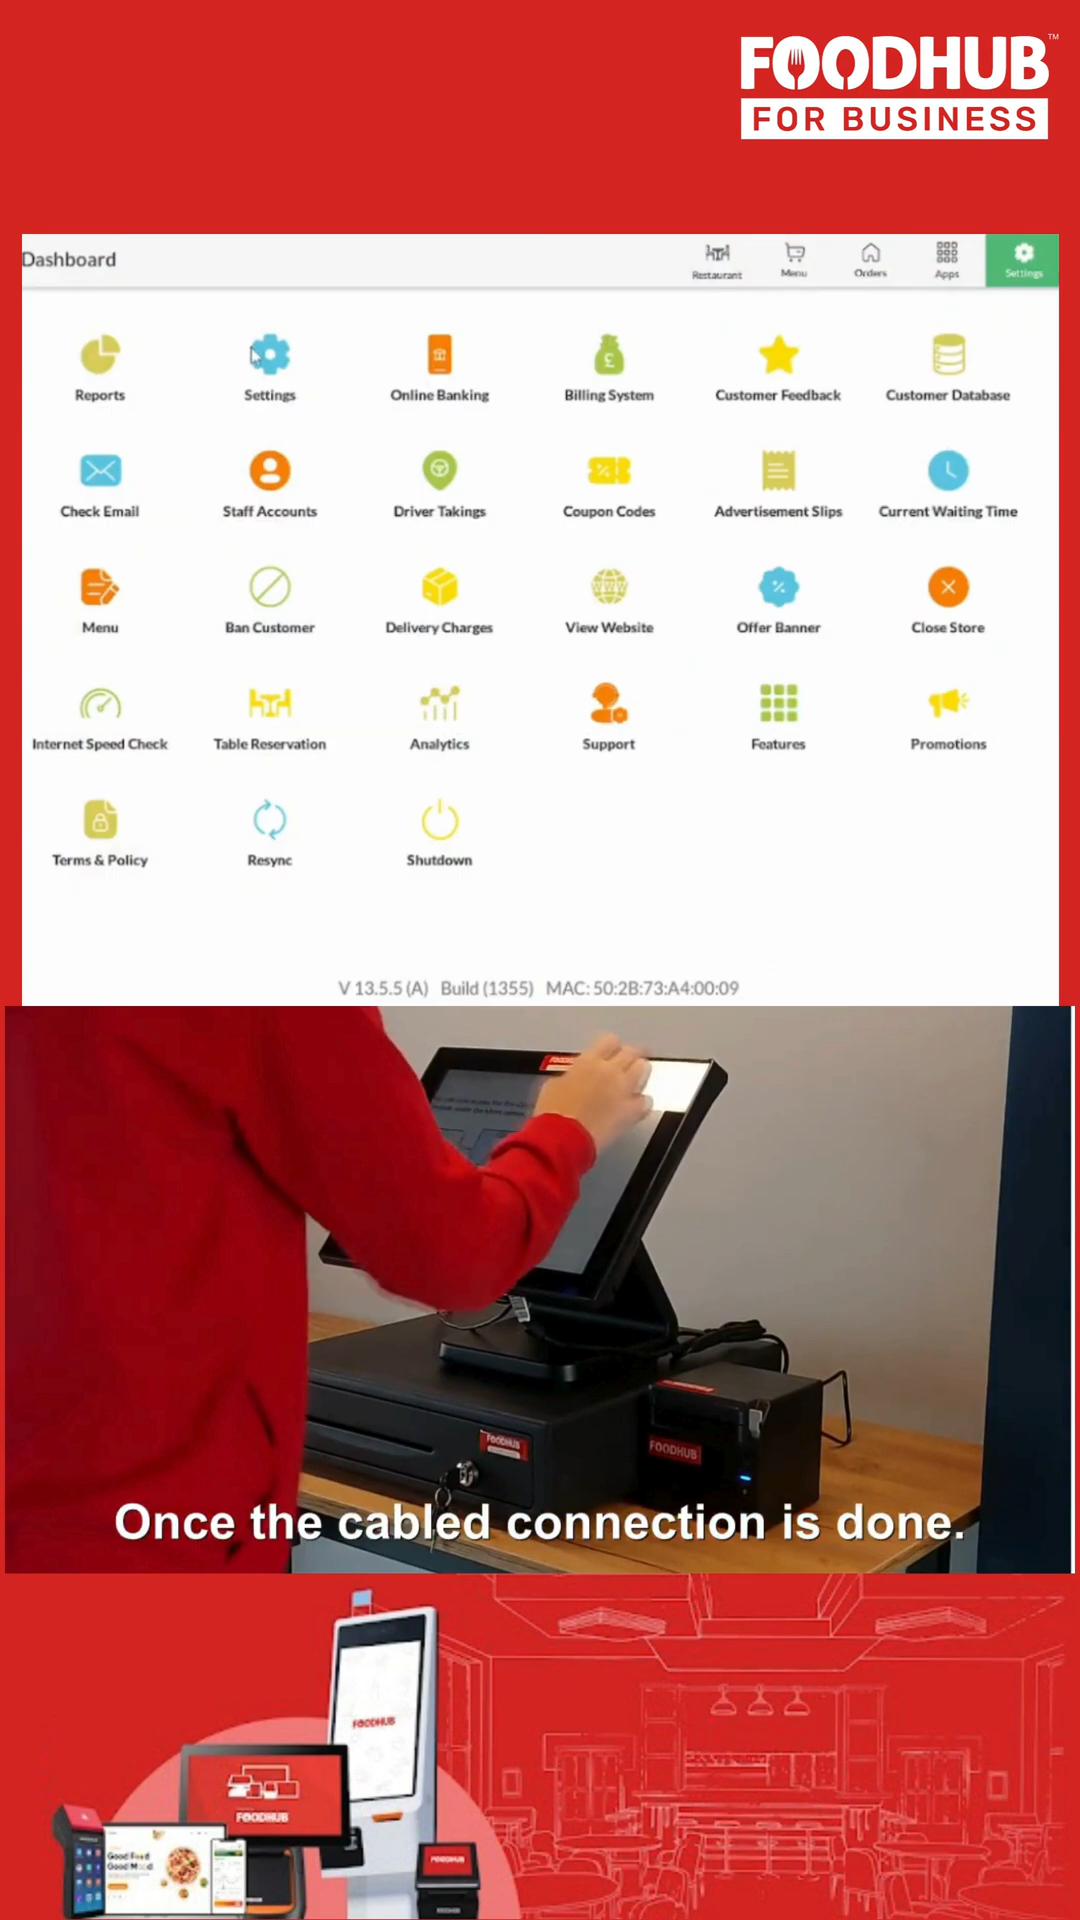 FOODHUB™
FOR BUSINESS
Dashboard
Restaurant
Menu
Orders
Apps
Settings
Reports
Settings
Online Banking
Billing System
Customer Feedback
Customer Database
Check Email
Staff Accounts
Driver Takings
Coupon Codes
Advertisement Slips
Current Waiting Time
Menu
Ban Customer
Delivery Charges
View Website
Offer Banner
Close Store
Internet Speed Check
Table Reservation
Analytics
Support
Features
Promotions
Terms & Policy
Resync
Shutdown
V 13.5.5 (A) Build (1355) MAC: 50:2B:73:A4:00:09
FOODHUB
FOODHUB
Once the cabled connection is done.
FOODHUB
FOODHUB
Good Food
Good Mood
FOODHUB